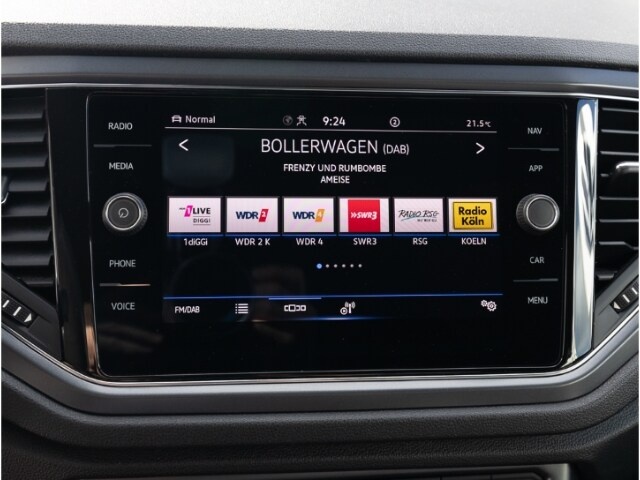 RADIO
MEDIA
PHONE
VOICE
Normal 9:24 2 21.5°C
< BOLLERWAGEN (DAB) >
FRENZY UND RUMBOMBE
AMEISE
1LIVE DIGGI WDR 2 WDR 4 SWR3 RADIO RSG Radio Köln
1diGGi WDR 2 K WDR 4 SWR3 RSG KOELN
FM/DAB
NAV
APP
CAR
MENU